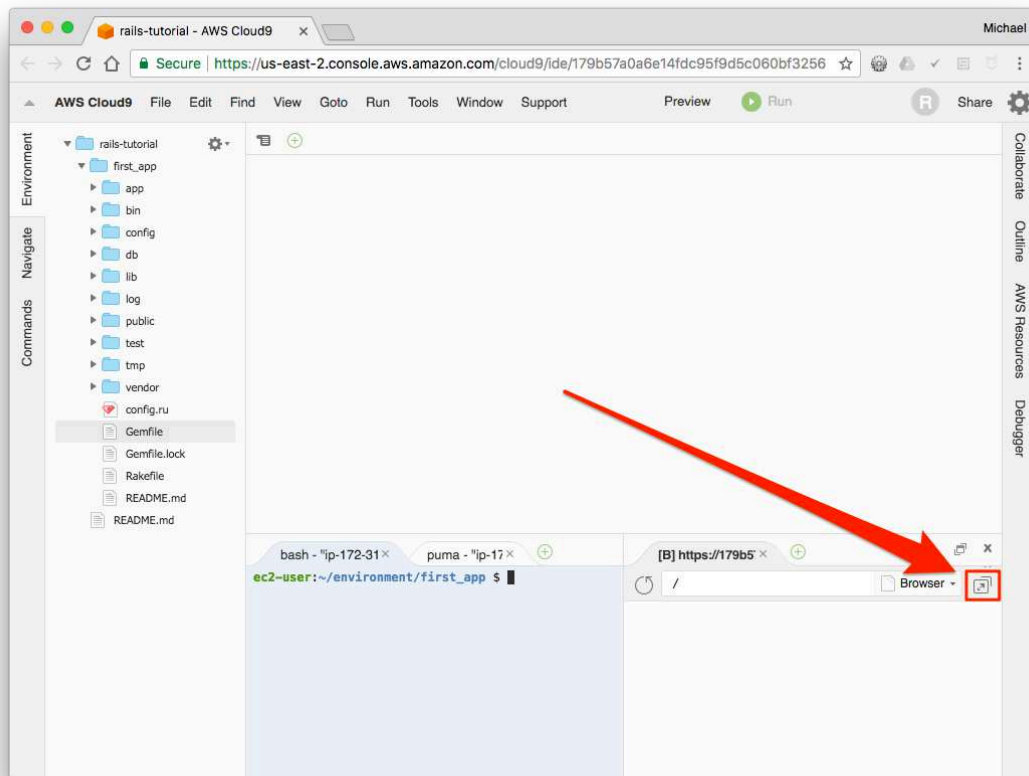 rails-tutorial - AWS Cloud9
Michael
Secure | https://us-east-2.console.aws.amazon.com/cloud9/ide/179b57a0a6e14fdc95f9d5c060bf3256
AWS Cloud9 File Edit Find View Goto Run Tools Window Support Preview Run R Share
Environment
Navigate
Commands
rails-tutorial
first_app
app
bin
config
db
lib
log
public
test
tmp
vendor
config.ru
Gemfile
Gemfile.lock
Rakefile
README.md
README.md
Collaborate
Outline
AWS Resources
Debugger
bash - "ip-172-31 puma - "ip-17
ec2-user:~/environment/first_app $
[B] https://179b5
/ Browser